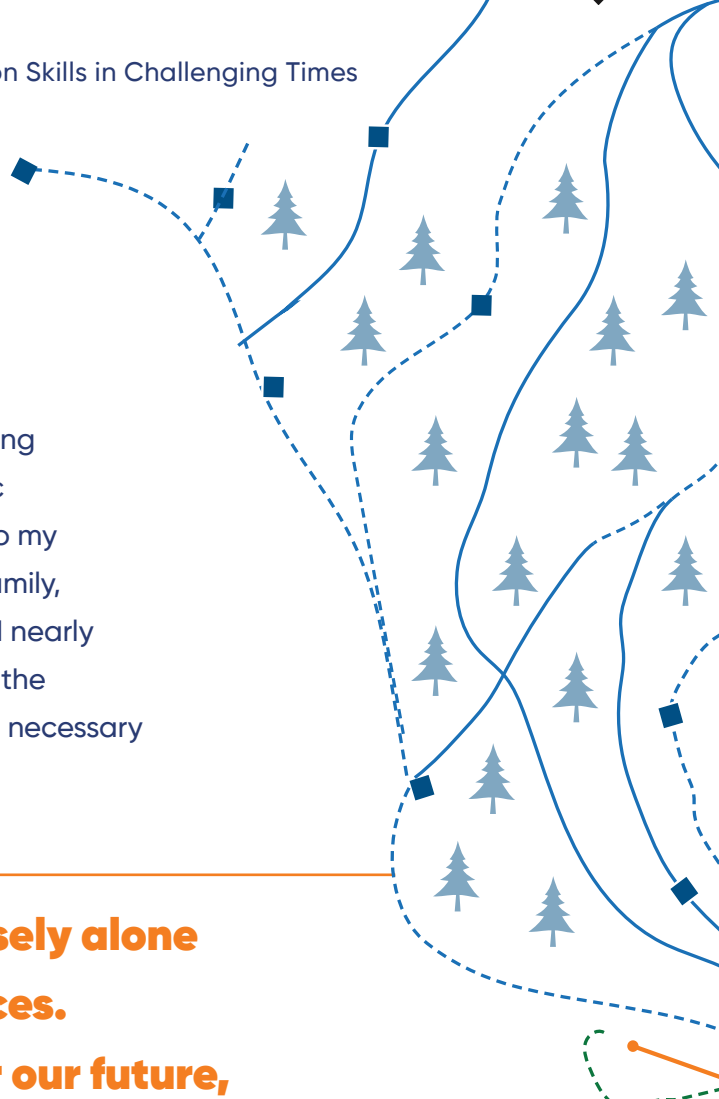 on Skills in Challenging Times
ng
my
amily,
nearly
the
necessary
sely alone
ces.
our future,